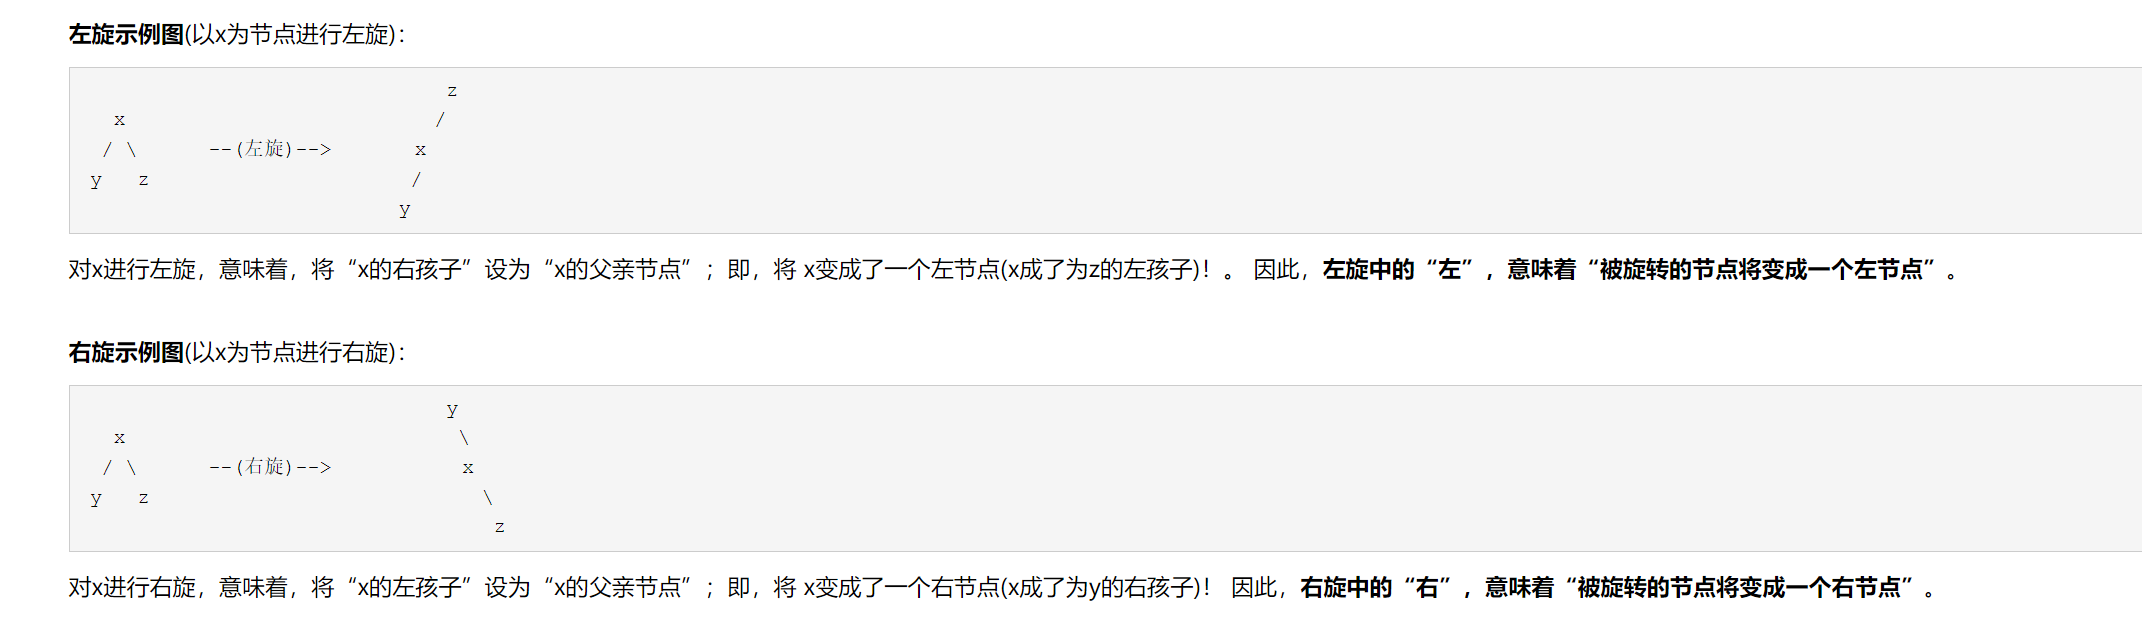 左旋示例图(以x为节点进行左旋)：
z
x /
/ \ --(左旋)--> x
y z /
y
对x进行左旋，意味着，将“x的右孩子”设为“x的父亲节点”；即，将 x变成了一个左节点(x成了为z的左孩子)！。 因此，左旋中的“左”，意味着“被旋转的节点将变成一个左节点”。
右旋示例图(以x为节点进行右旋)：
y
x \
/ \ --(右旋)--> x
y z \
z
对x进行右旋，意味着，将“x的左孩子”设为“x的父亲节点”；即，将 x变成了一个右节点(x成了为y的右孩子)！ 因此，右旋中的“右”，意味着“被旋转的节点将变成一个右节点”。